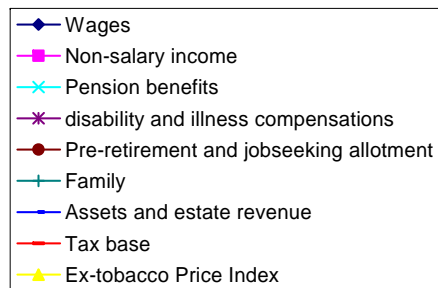 Wages
Non-salary income
Pension benefits
disability and illness compensations
Pre-retirement and jobseeking allotment
Family
Assets and estate revenue
Tax base
Ex-tobacco Price Index